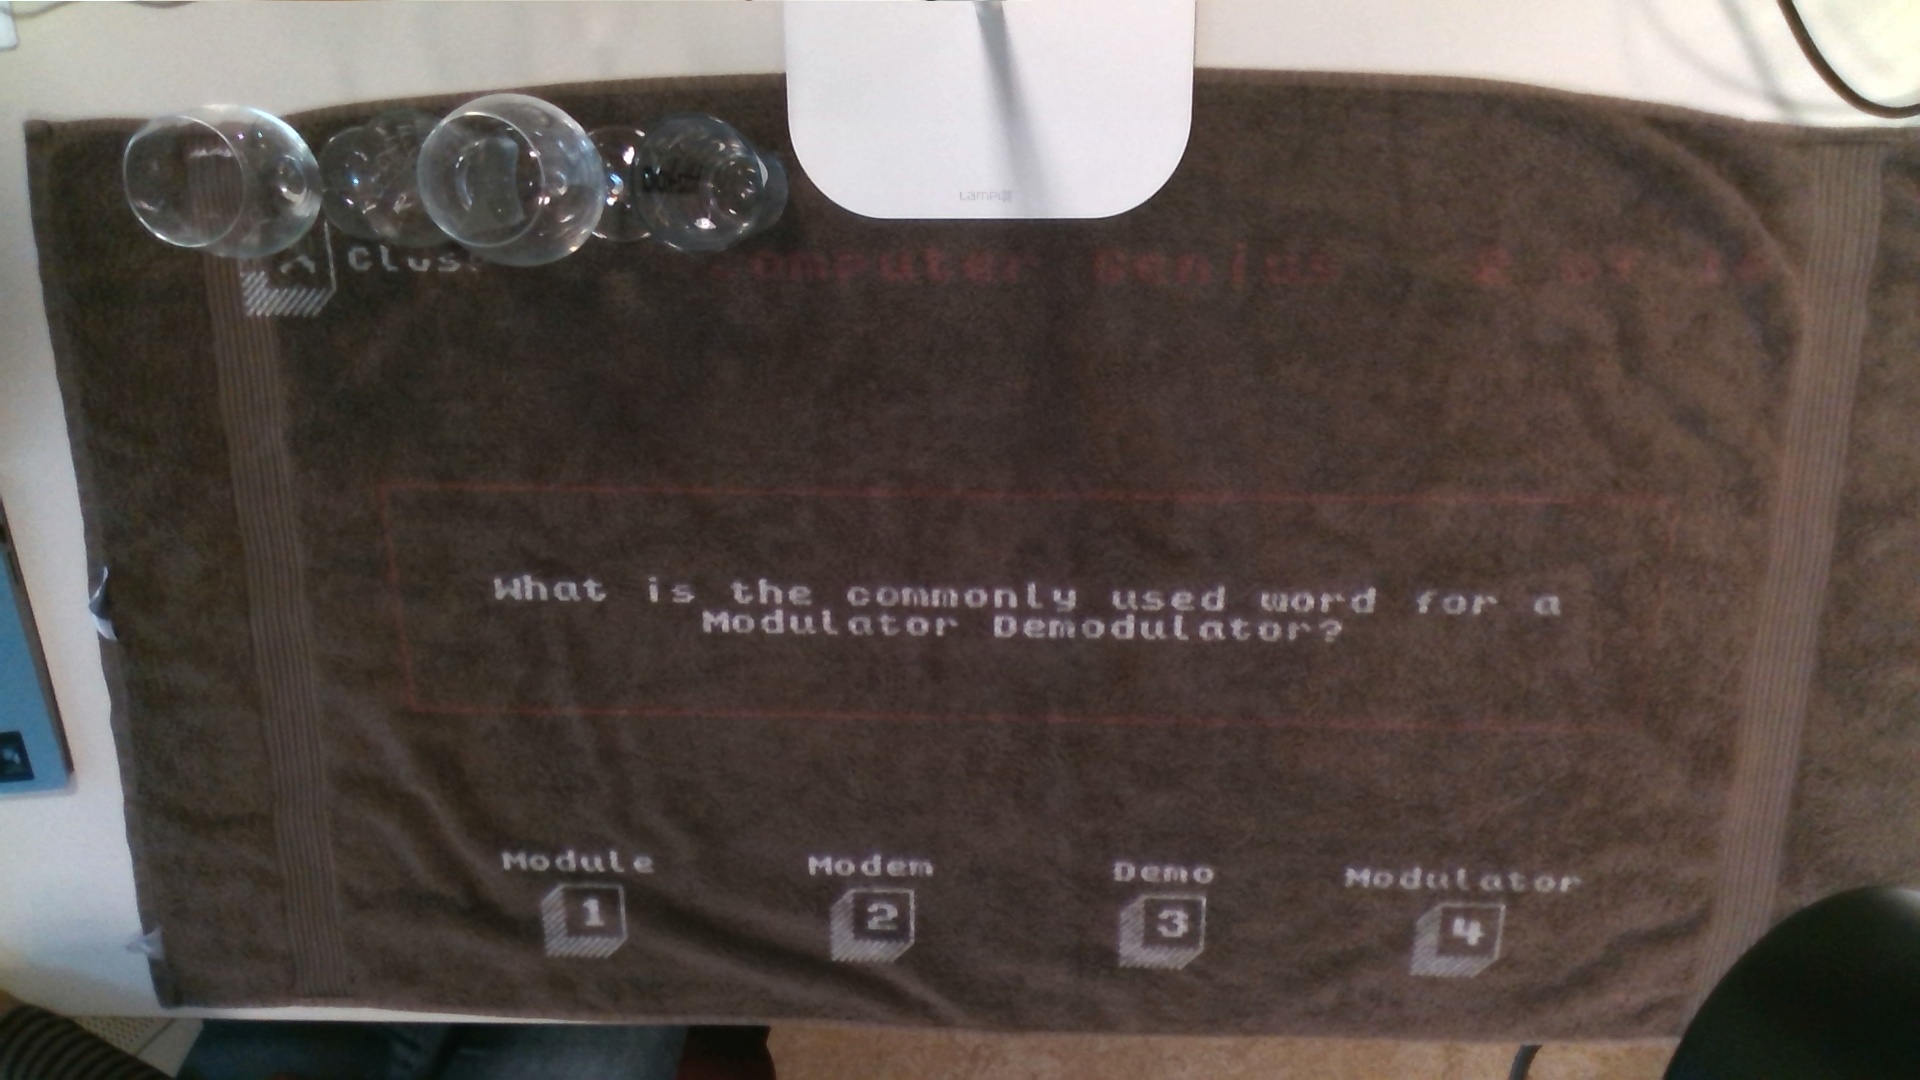 Computer Genius
What is the commonly used word for a
Modulator Demodulator?
Module
Modem
Demo
Modulator
1
2
3
4